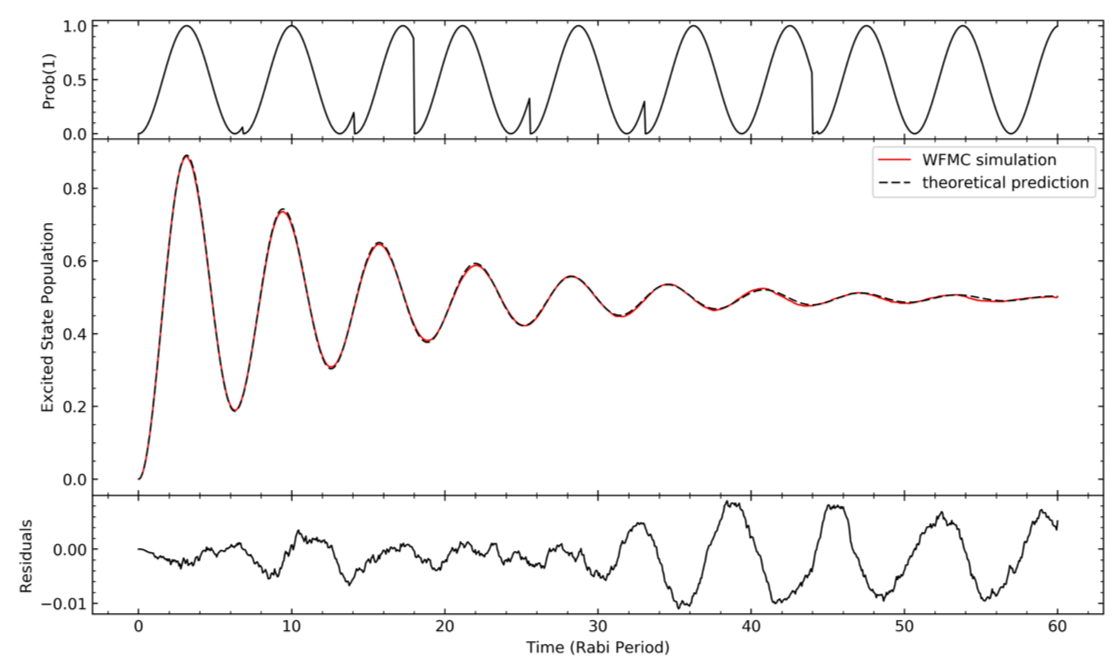 1.0
0.5
0.0
Prob(1)
WFMC simulation
theoretical prediction
0.8
0.6
0.4
0.2
0.0
Excited State Population
0.00
−0.01
Residuals
0 10 20 30 40 50 60
Time (Rabi Period)